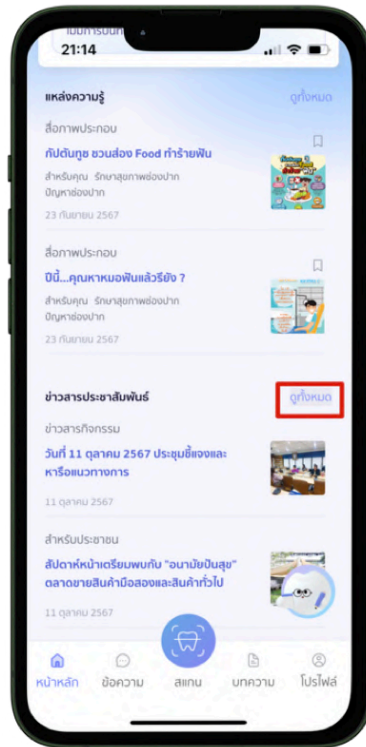 21:14
แหล่งความรู้
ดูทั้งหมด
สื่อภาพประกอบ
กัปตันทูธ ชวนส่อง Food ทำร้ายฟัน
สำหรับคุณ รักษาสุขภาพช่องปาก
ปัญหาช่องปาก
23 กันยายน 2567
สื่อภาพประกอบ
ปีนี้...คุณหาหมอฟันแล้วรึยัง ?
สำหรับคุณ รักษาสุขภาพช่องปาก
ปัญหาช่องปาก
23 กันยายน 2567
ข่าวสารประชาสัมพันธ์
ดูทั้งหมด
ข่าวสารกิจกรรม
วันที่ 11 ตุลาคม 2567 ประชุมชี้แจงและ
หารือแนวทางการ
11 ตุลาคม 2567
สำหรับประชาชน
สัปดาห์หน้าเตรียมพบกับ "อนามัยปันสุข"
ตลาดขายสินค้ามือสองและสินค้าทั่วไป
11 ตุลาคม 2567
หน้าหลัก
ข้อความ
สแกน
บทความ
โปรไฟล์